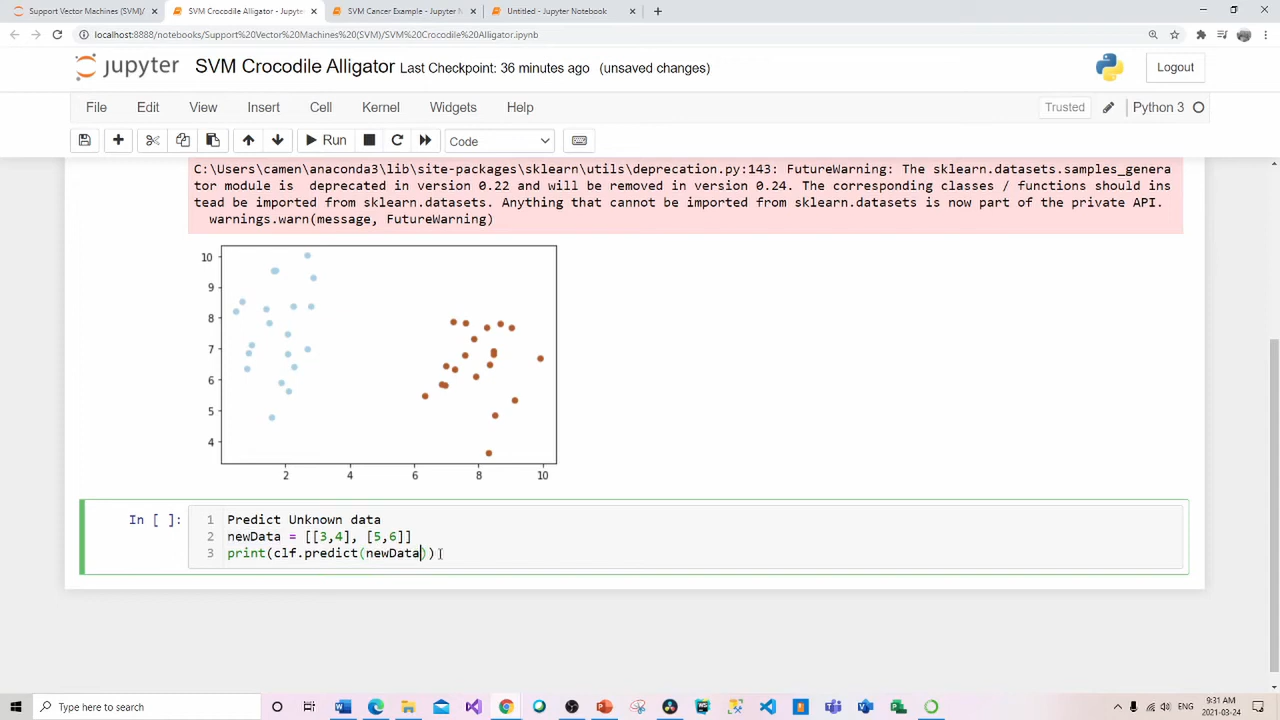 Support Vector Machines (SVM)/
SVM Crocodile Alligator - Jupyter
SVM Cancer Example - Jupyter N
Untitled - Jupyter Notebook
localhost:8888/notebooks/Support%20Vector%20Machines%20(SVM)/SVM%20Crocodile%20Alligator.ipynb
jupyter SVM Crocodile Alligator Last Checkpoint: 36 minutes ago (unsaved changes)
Logout
File Edit View Insert Cell Kernel Widgets Help
Trusted Python 3
Run Code
C:\Users\camen\anaconda3\lib\site-packages\sklearn\utils\deprecation.py:143: FutureWarning: The sklearn.datasets.samples_genera
tor module is  deprecated in version 0.22 and will be removed in version 0.24. The corresponding classes / functions should ins
tead be imported from sklearn.datasets. Anything that cannot be imported from sklearn.datasets is now part of the private API.
warnings.warn(message, FutureWarning)
10
9
8
7
6
5
4
2 4 6 8 10
In [ ]:
1 Predict Unknown data
2 newData = [[3,4], [5,6]]
3 print(clf.predict(newData))
Type here to search
9:31 AM
2021-03-24